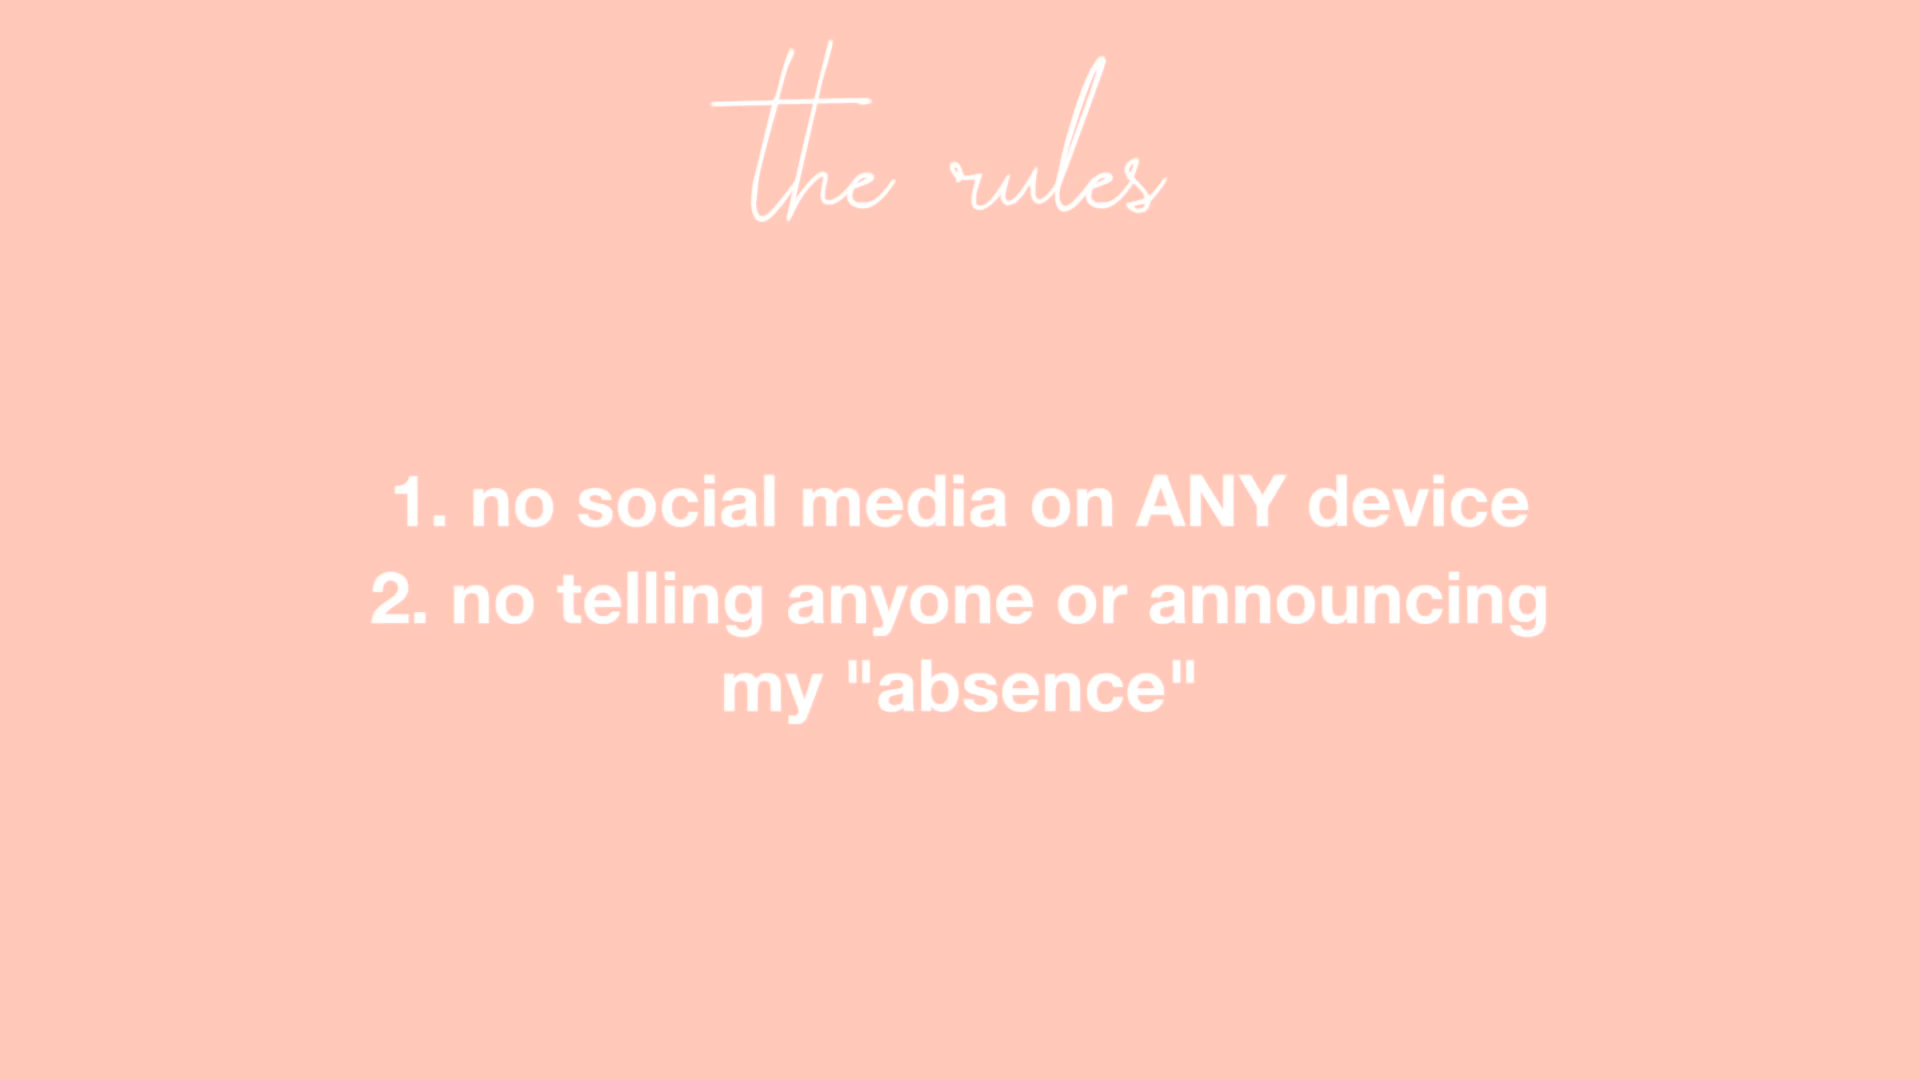 the rules
1. no social media on ANY device
2. no telling anyone or announcing
my "absence"